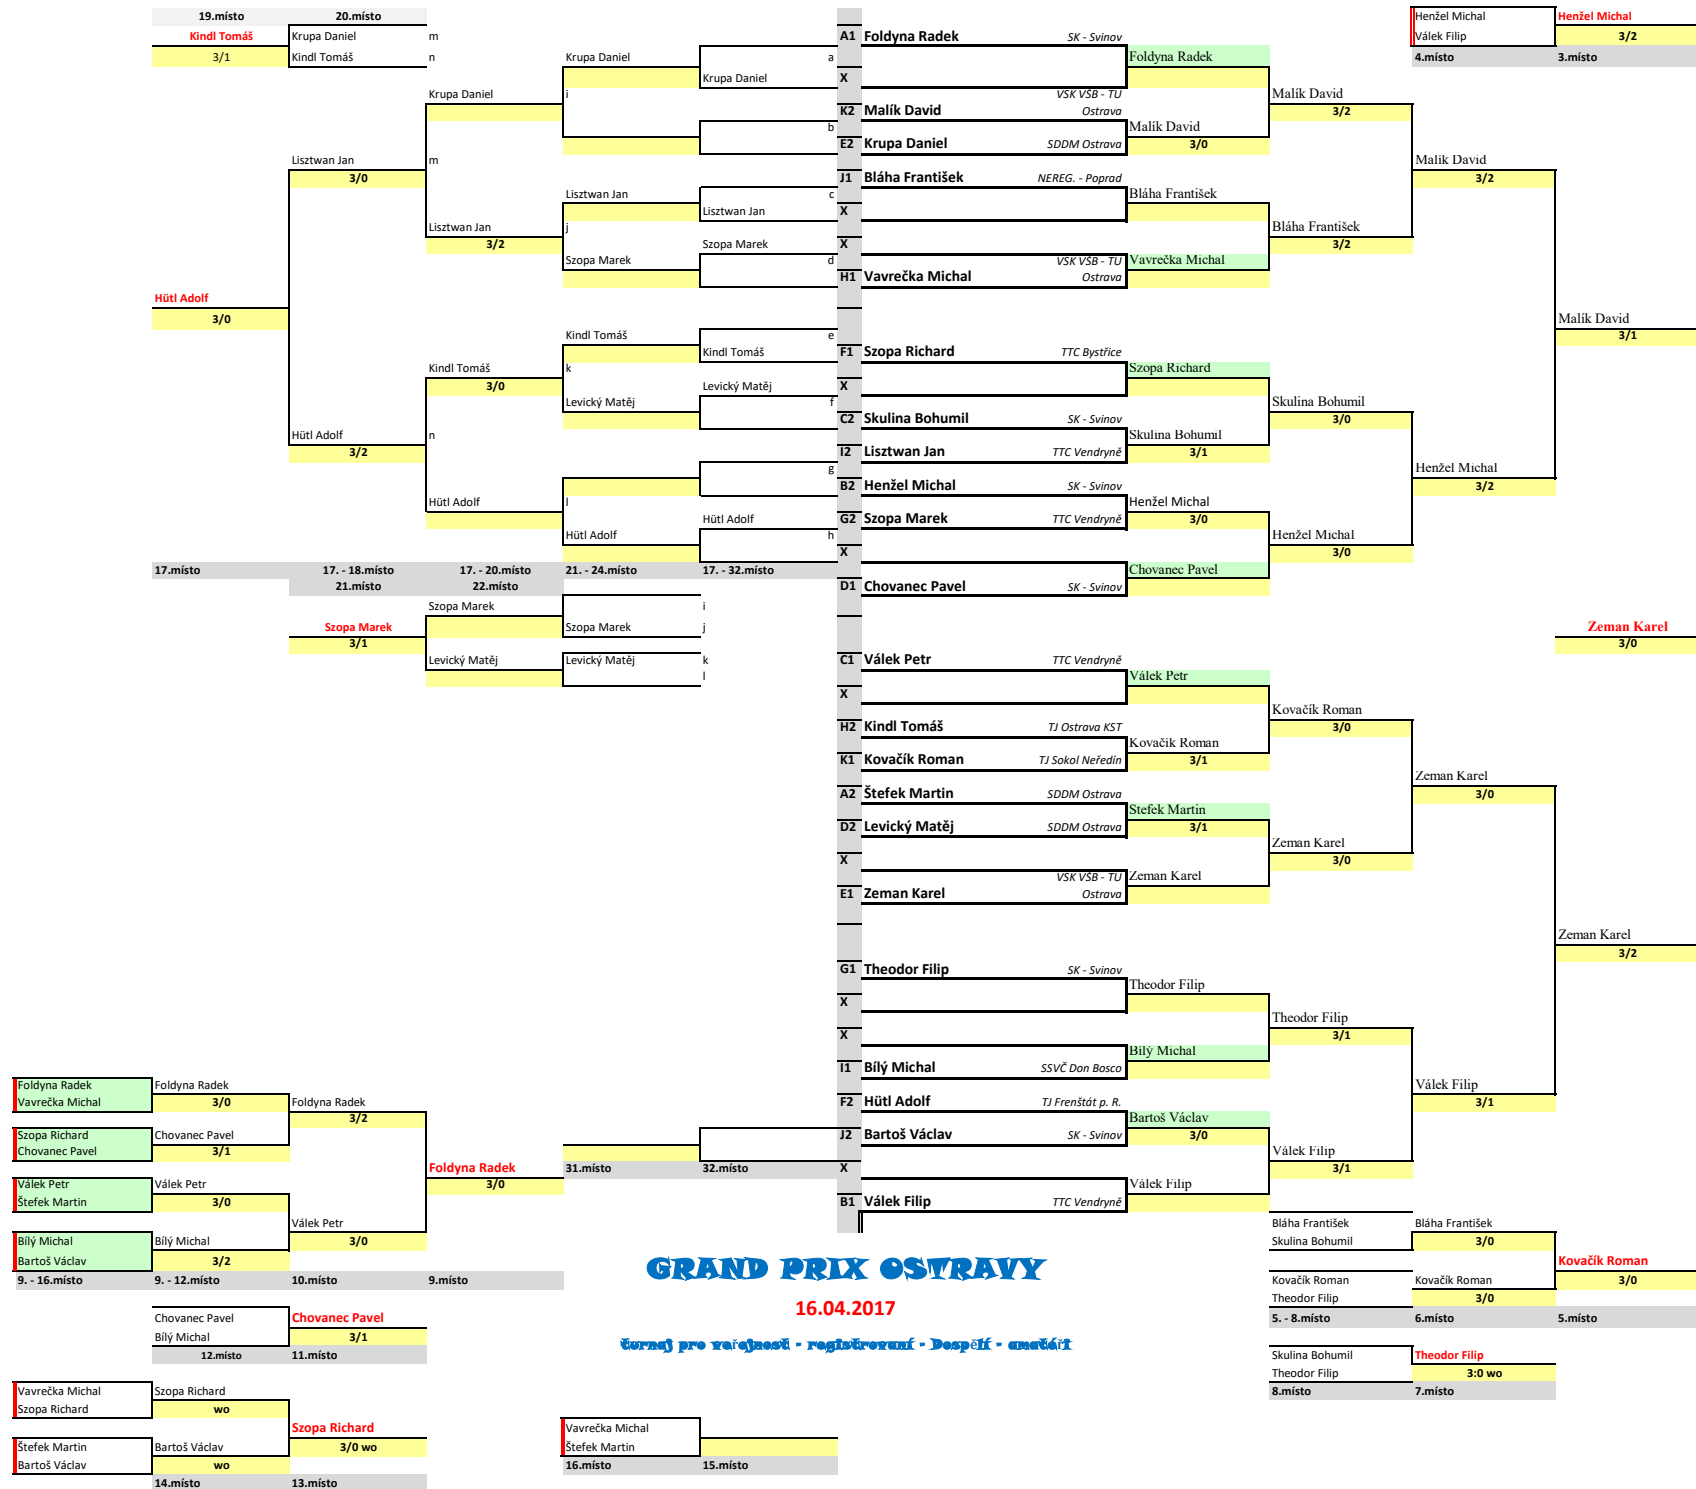 19.místo 20.místo
Kindl Tomáš Krupa Daniel m
3/1 Kindl Tomáš n
Krupa Daniel a
Krupa Daniel
Krupa Daniel i
b
Lisztwan Jan m
3/0
Lisztwan Jan c
Lisztwan Jan
Lisztwan Jan j
3/2 Szopa Marek
Szopa Marek d
Hütl Adolf
3/0
Kindl Tomáš e
Kindl Tomáš
Kindl Tomáš k
3/0 Levický Matěj
Levický Matěj f
Hütl Adolf n
3/2
g
Hütl Adolf l
Hütl Adolf
Hütl Adolf h
17.místo 17. - 18.místo 17. - 20.místo 21. - 24.místo 17. - 32.místo
21.místo 22.místo
Szopa Marek i
Szopa Marek Szopa Marek j
3/1
Levický Matěj Levický Matěj k
l
A1 Foldyna Radek SK - Svinov
Foldyna Radek
X
VSK VŠB - TU
K2 Malík David Ostrava
Malík David
3/2
Malík David
E2 Krupa Daniel SDDM Ostrava 3/0
Malik David
3/2
J1 Bláha František NEREG. - Poprad
Bláha František
X
Bláha František
3/2
X
VSK VŠB - TU Vavrečka Michal
H1 Vavrečka Michal Ostrava
Malík David
3/1
F1 Szopa Richard TTC Bystřice
Szopa Richard
X
Skulina Bohumil
3/0
C2 Skulina Bohumil SK - Svinov
Skulina Bohumil
I2 Lisztwan Jan TTC Vendryně 3/1
Henžel Michal
3/2
B2 Henžel Michal SK - Svinov
Henžel Michal
G2 Szopa Marek TTC Vendryně 3/0
Henžel Michal
3/0
X
Chovanec Pavel
D1 Chovanec Pavel SK - Svinov
Zeman Karel
3/0
C1 Válek Petr TTC Vendryně
Válek Petr
X
Kovačík Roman
3/0
H2 Kindl Tomáš TJ Ostrava KST
Kovačik Roman
K1 Kovačík Roman TJ Sokol Neředín 3/1
Zeman Karel
3/0
A2 Štefek Martin SDDM Ostrava
Štefek Martin
D2 Levický Matěj SDDM Ostrava 3/1
Zeman Karel
3/0
X
VSK VŠB - TU Zeman Karel
E1 Zeman Karel Ostrava
Zeman Karel
3/2
G1 Theodor Filip SK - Svinov
Theodor Filip
X
Theodor Filip
3/1
X
Bílý Michal
I1 Bílý Michal SSVČ Don Bosco
Válek Filip
3/1
F2 Hütl Adolf TJ Frenštát p. R.
Bartoš Václav
J2 Bartoš Václav SK - Svinov 3/0
Válek Filip
3/1
X
Válek Filip
B1 Válek Filip TTC Vendryně
Henžel Michal Henžel Michal
Válek Filip 3/2
4.místo 3.místo
Foldyna Radek Foldyna Radek
Vavrečka Michal 3/0 Foldyna Radek
3/2
Szopa Richard Chovanec Pavel
Chovanec Pavel 3/1
Foldyna Radek
3/0
31.místo 32.místo
Válek Petr Válek Petr
Štefek Martin 3/0
Válek Petr
3/0
Bílý Michal Bílý Michal
Bartoš Václav 3/2
9. - 16.místo 9. - 12.místo 10.místo 9.místo
Chovanec Pavel Chovanec Pavel
Bílý Michal 3/1
12.místo 11.místo
Vavrečka Michal Szopa Richard
Szopa Richard wo
Szopa Richard
3/0 wo
Štefek Martin Bartoš Václav
Bartoš Václav wo
14.místo 13.místo
GRAND PRIX OSTRAVY
16.04.2017
turnaj pro veřejnost - registrovaní - Dospělí - amatéři
Vavrečka Michal
Štefek Martin
16.místo 15.místo
Bláha František Bláha František
Skulina Bohumil 3/0
Kovačík Roman
3/0
Kovačík Roman Kovačík Roman
Theodor Filip 3/0
5. - 8.místo 6.místo 5.místo
Skulina Bohumil Theodor Filip
Theodor Filip 3:0 wo
8.místo 7.místo